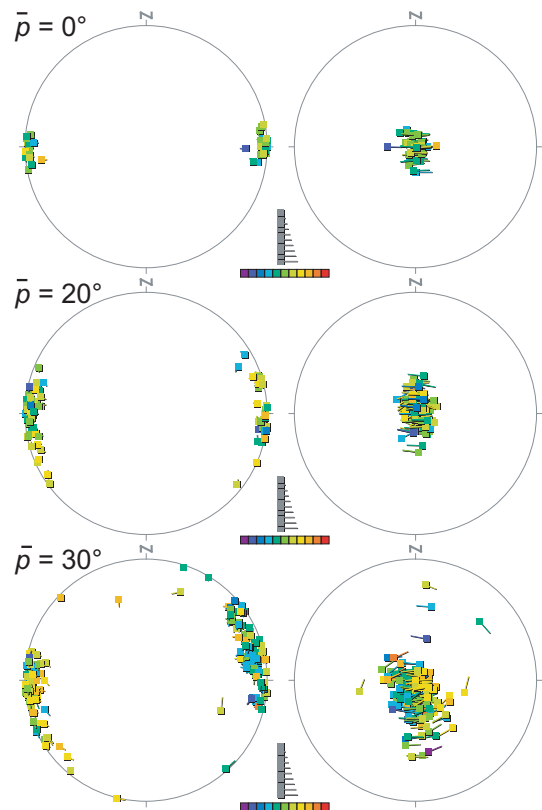 p̄ = 0°
N N
p̄ = 20°
N N
p̄ = 30°
N N